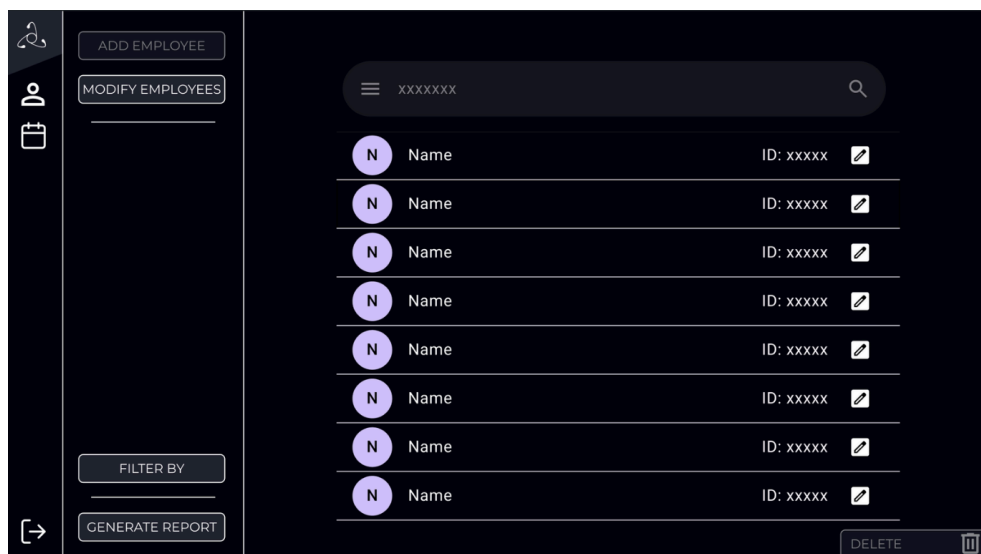 ADD EMPLOYEE
MODIFY EMPLOYEES
xxxxxxx
N Name ID: xxxxx
N Name ID: xxxxx
N Name ID: xxxxx
N Name ID: xxxxx
N Name ID: xxxxx
N Name ID: xxxxx
N Name ID: xxxxx
N Name ID: xxxxx
FILTER BY
GENERATE REPORT
DELETE